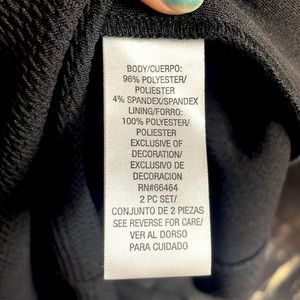 BODY/CUERPO:
96% POLYESTER/
POLIESTER
4% SPANDEX/SPANDEX
LINING/FORRO:
100% POLYESTER/
POLIESTER
EXCLUSIVE OF
DECORATION/
EXCLUSIVO DE
DECORACION
RN#66464
2 PC SET/
CONJUNTO DE 2 PIEZAS
SEE REVERSE FOR CARE/
VER AL DORSO
PARA CUIDADO